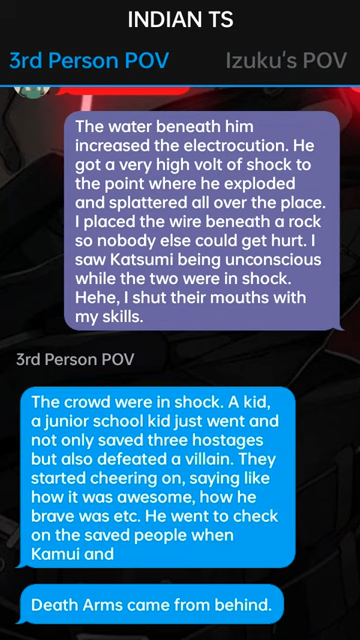 INDIAN TS
3rd Person POV
Izuku's POV
The water beneath him
increased the electrocution. He
got a very high volt of shock to
the point where he exploded
and splattered all over the place.
I placed the wire beneath a rock
so nobody else could get hurt. I
saw Katsumi being unconscious
while the two were in shock.
Hehe, I shut their mouths with
my skills.
3rd Person POV
The crowd were in shock. A kid,
a junior school kid just went and
not only saved three hostages
but also defeated a villain. They
started cheering on, saying like
how it was awesome, how he
brave was etc. He went to check
on the saved people when
Kamui and
Death Arms came from behind.